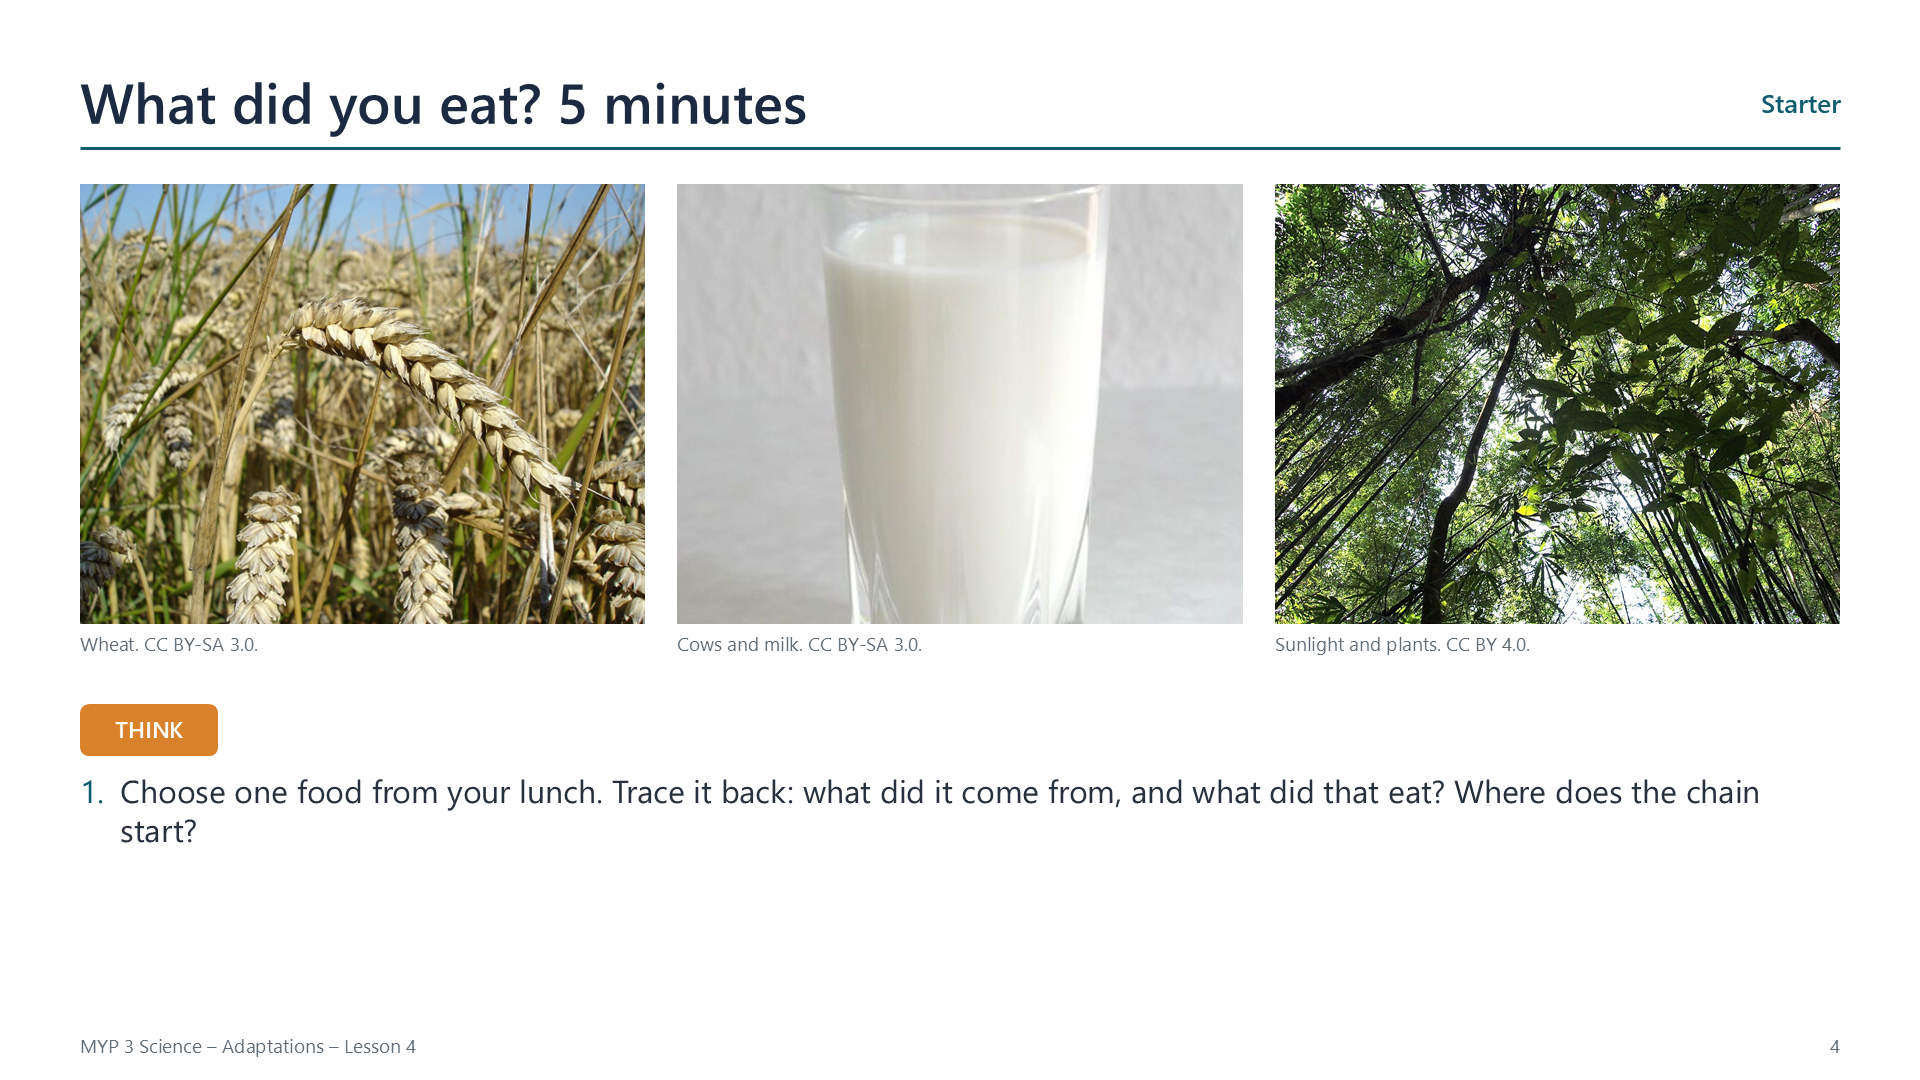 What did you eat? 5 minutes
Starter
Wheat. CC BY-SA 3.0.
Cows and milk. CC BY-SA 3.0.
Sunlight and plants. CC BY 4.0.
THINK
1. Choose one food from your lunch. Trace it back: what did it come from, and what did that eat? Where does the chain
start?
MYP 3 Science – Adaptations – Lesson 4
4